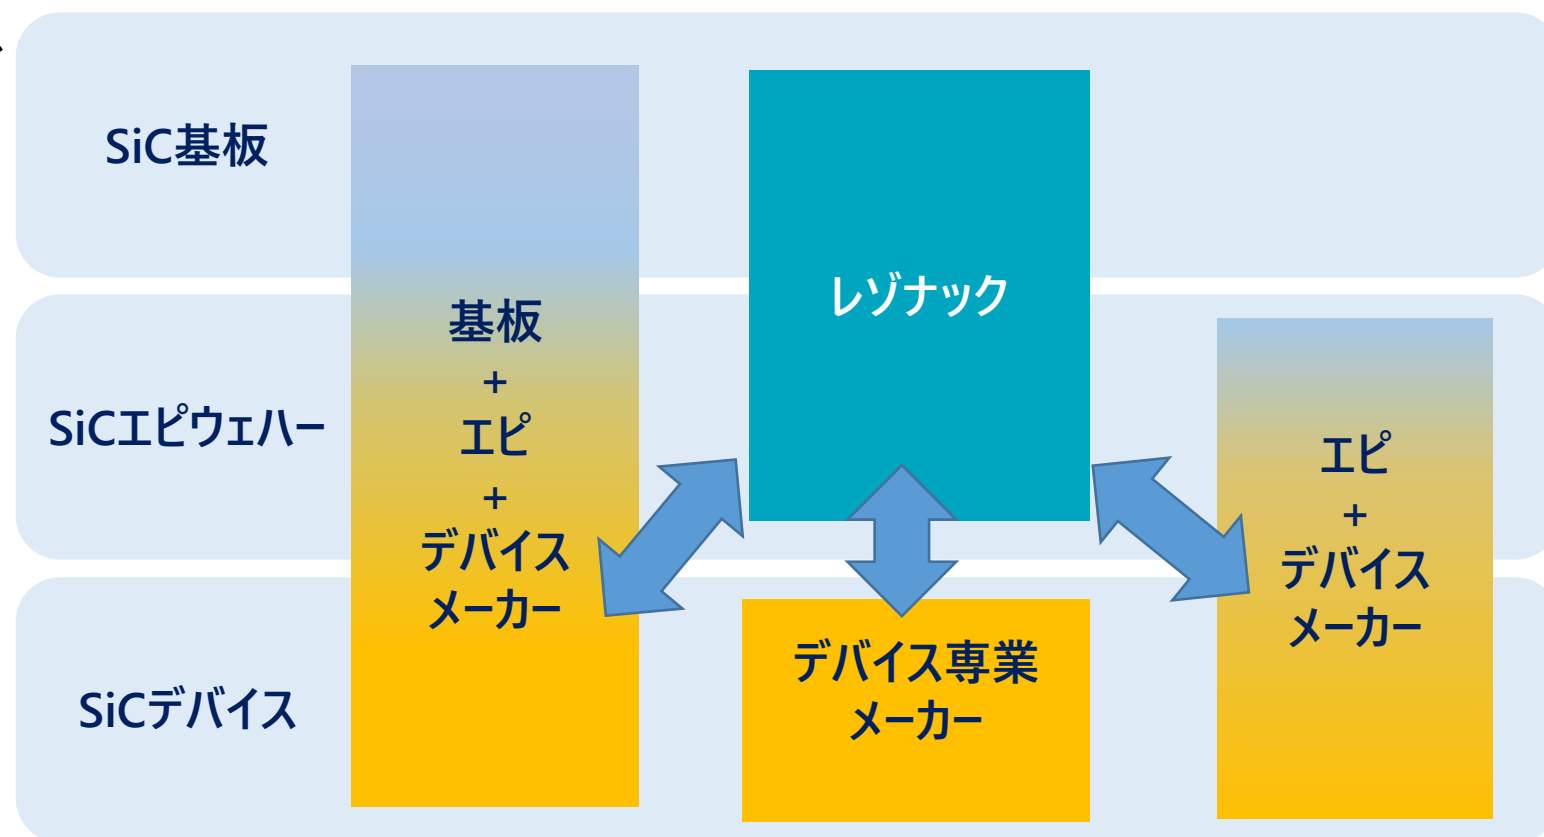 SiC基板
基板
+
エピ
+
デバイス
メーカー
レゾナック
SiCエピウェハー
エピ
+
デバイス
メーカー
SiCデバイス
デバイス専業
メーカー